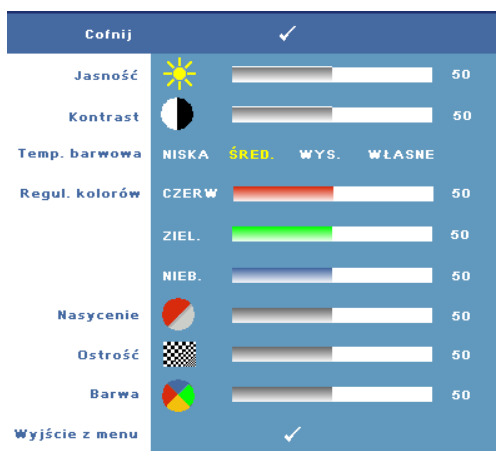 Cofnij
Jasność 50
Kontrast 50
Temp. barwowa NISKA ŚRED. WYS. WŁASNE
Regul. kolorów CZERW 50
ZIEL. 50
NIEB. 50
Nasycenie 50
Ostrość 50
Barwa 50
Wyjście z menu